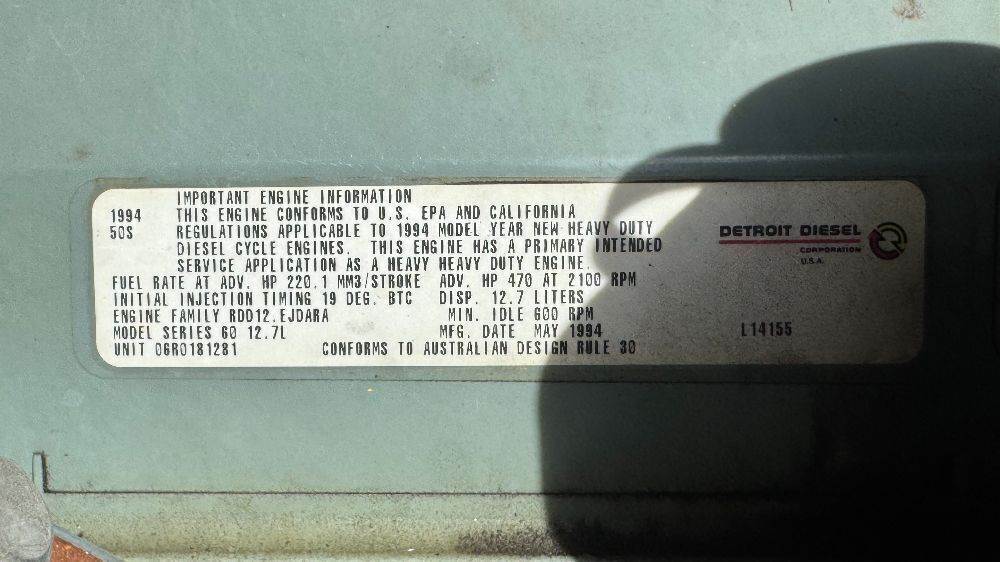 IMPORTANT ENGINE INFORMATION
1994 THIS ENGINE CONFORMS TO U.S. EPA AND CALIFORNIA
50S REGULATIONS APPLICABLE TO 1994 MODEL YEAR NEW HEAVY DUTY
DIESEL CYCLE ENGINES. THIS ENGINE HAS A PRIMARY INTENDED
SERVICE APPLICATION AS A HEAVY HEAVY DUTY ENGINE.
FUEL RATE AT ADV. HP 220.1 MM3/STROKE ADV. HP 470 AT 2100 RPM
INITIAL INJECTION TIMING 19 DEG. BTC DISP. 12.7 LITERS
ENGINE FAMILY RDD12.EJDARA MIN. IDLE 600 RPM
MODEL SERIES 60 12.7L MFG. DATE MAY 1994
UNIT 06R0181281 CONFORMS TO AUSTRALIAN DESIGN RULE 30
DETROIT DIESEL
CORPORATION
U.S.A.
L14155